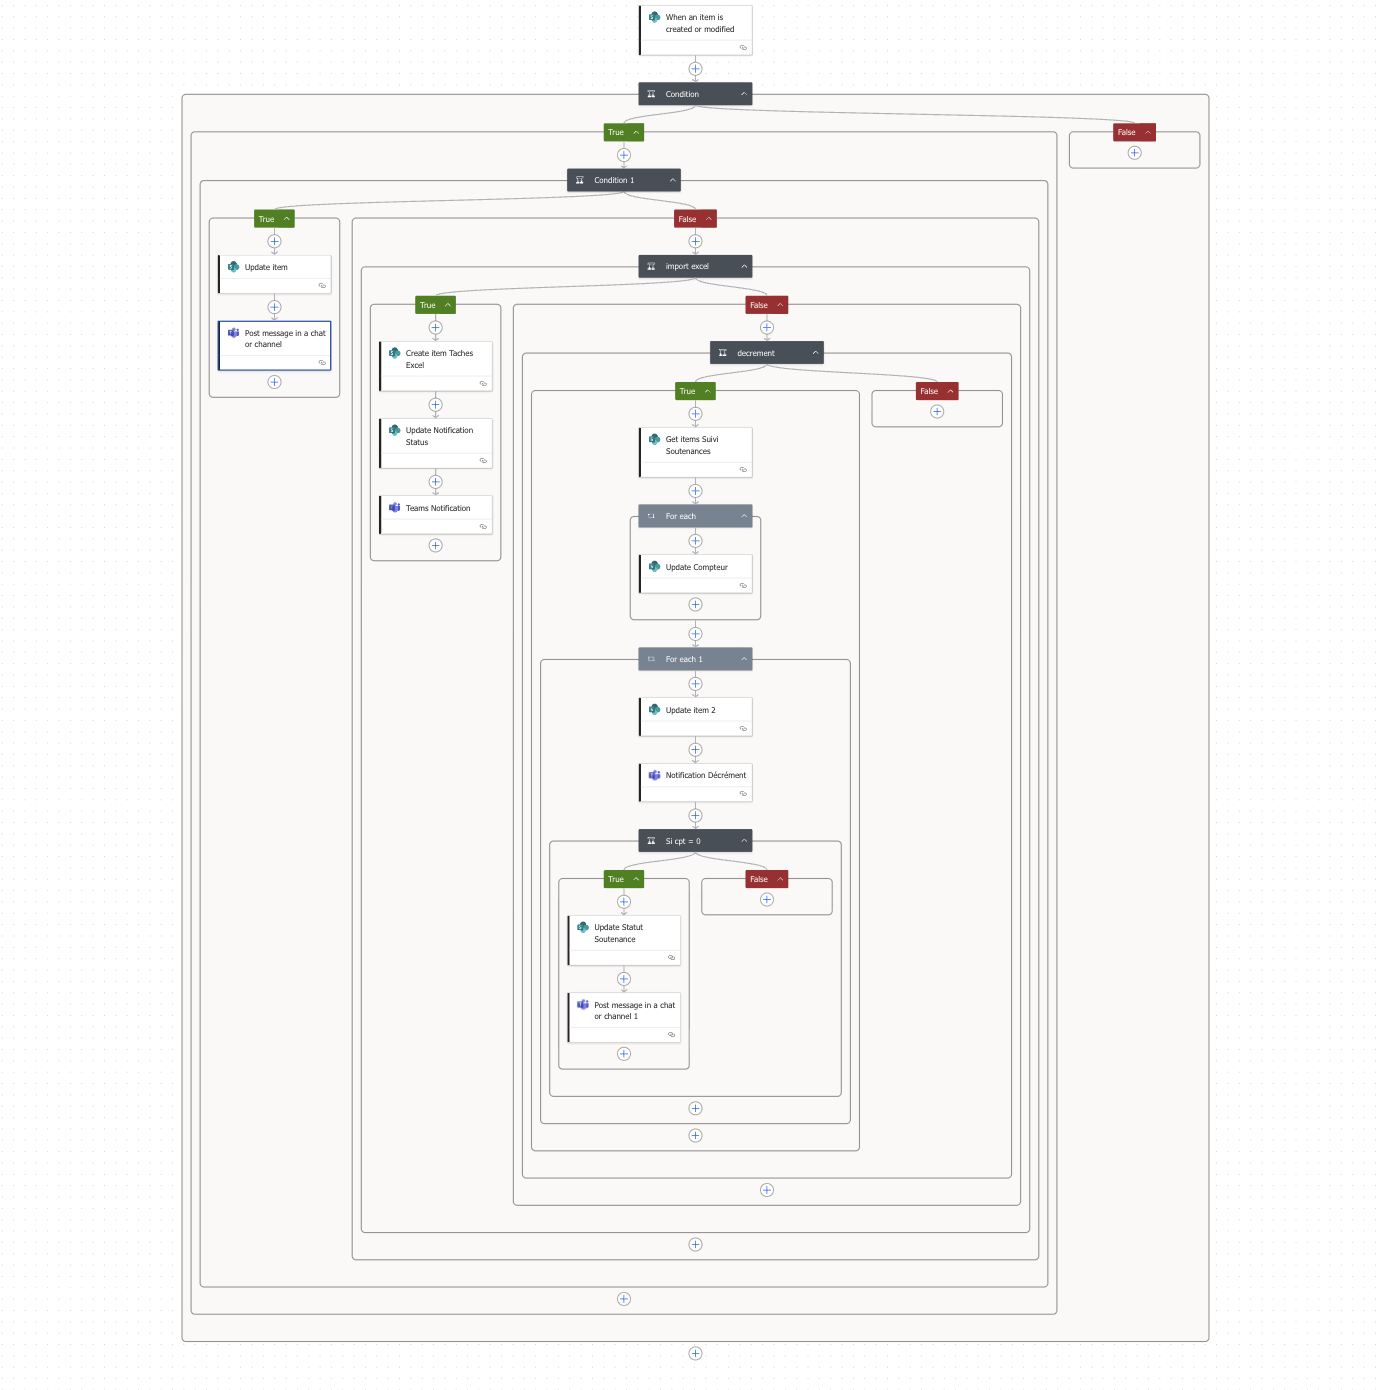 When an item is
created or modified
Condition
True
False
Condition 1
True
False
Update item
Post message in a chat
or channel
import excel
True
False
Create item Taches
Excel
Update Notification
Status
Teams Notification
decrement
True
False
Get items Suivi
Soutenances
For each
Update Compteur
For each 1
Update item 2
Notification Décrément
Si cpt = 0
True
False
Update Statut
Soutenance
Post message in a chat
or channel 1